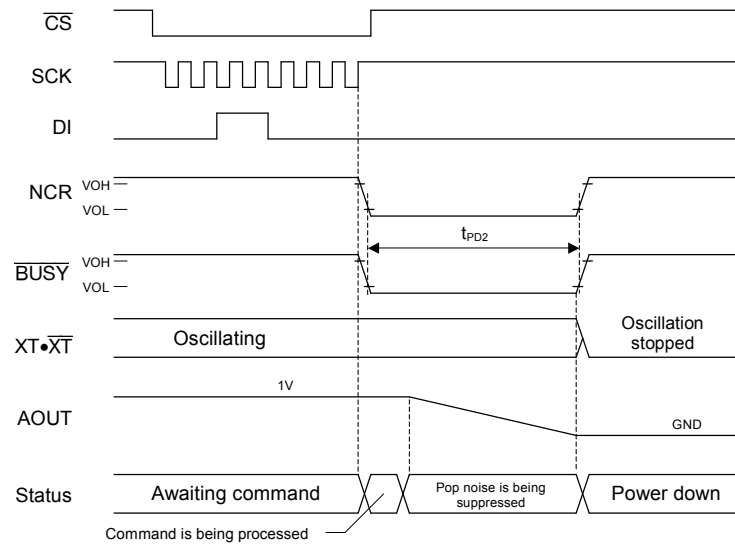 CS
SCK
DI
NCR
VOH
VOL
tPD2
BUSY
VOH
VOL
XT•XT
Oscillating
Oscillation
stopped
AOUT
1V
GND
Status
Awaiting command
Pop noise is being
suppressed
Power down
Command is being processed